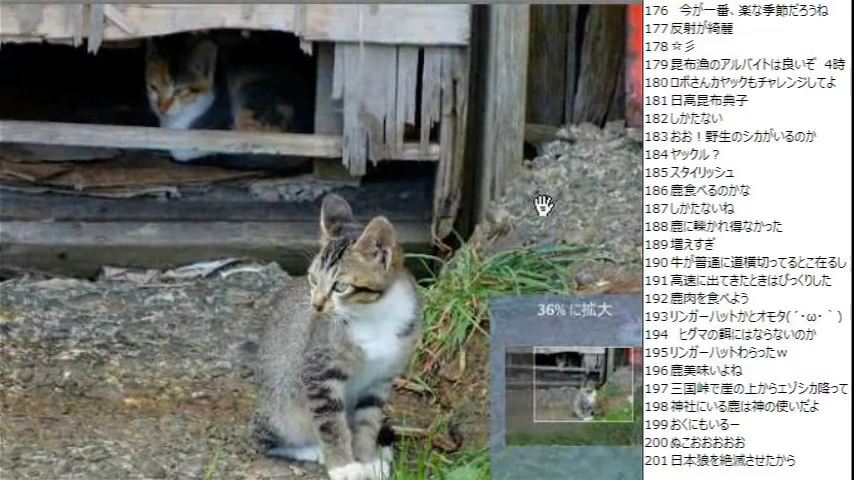 36% に拡大
176　今が一番、楽な季節だろうね
177 反射が綺麗
178 ☆彡
179 昆布漁のアルバイトは良いぞ　4時
180 ロボさんカヤックもチャレンジしてよ
181 日高昆布典子
182 しかたない
183 おお！野生のシカがいるのか
184 ヤックル？
185 スタイリッシュ
186 鹿食べるのかな
187 しかたないね
188 鹿に轢かれ得なかった
189 増えすぎ
190 牛が普通に道横切ってるとこ在るし
191 高速に出てきたときはびっくりした
192 鹿肉を食べよう
193 リンガーハットかとオモタ(´・ω・｀)
194　ヒグマの餌にはならないのか
195 リンガーハットわらったｗ
196 鹿美味いよね
197 三国峠で崖の上からエゾシカ降って
198 神社にいる鹿は神の使いだよ
199 おくにもいるー
200 ぬこおおおおお
201 日本狼を絶滅させたから